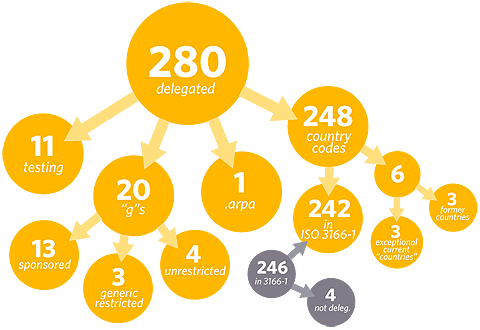 280
delegated
248
country
codes
11
testing
20
"g"s
1
.arpa
6
242
in
ISO 3166-1
3
former
countries
3
exceptional
current
"countries"
13
sponsored
3
generic
restricted
4
unrestricted
246
in 3166-1
4
not deleg.